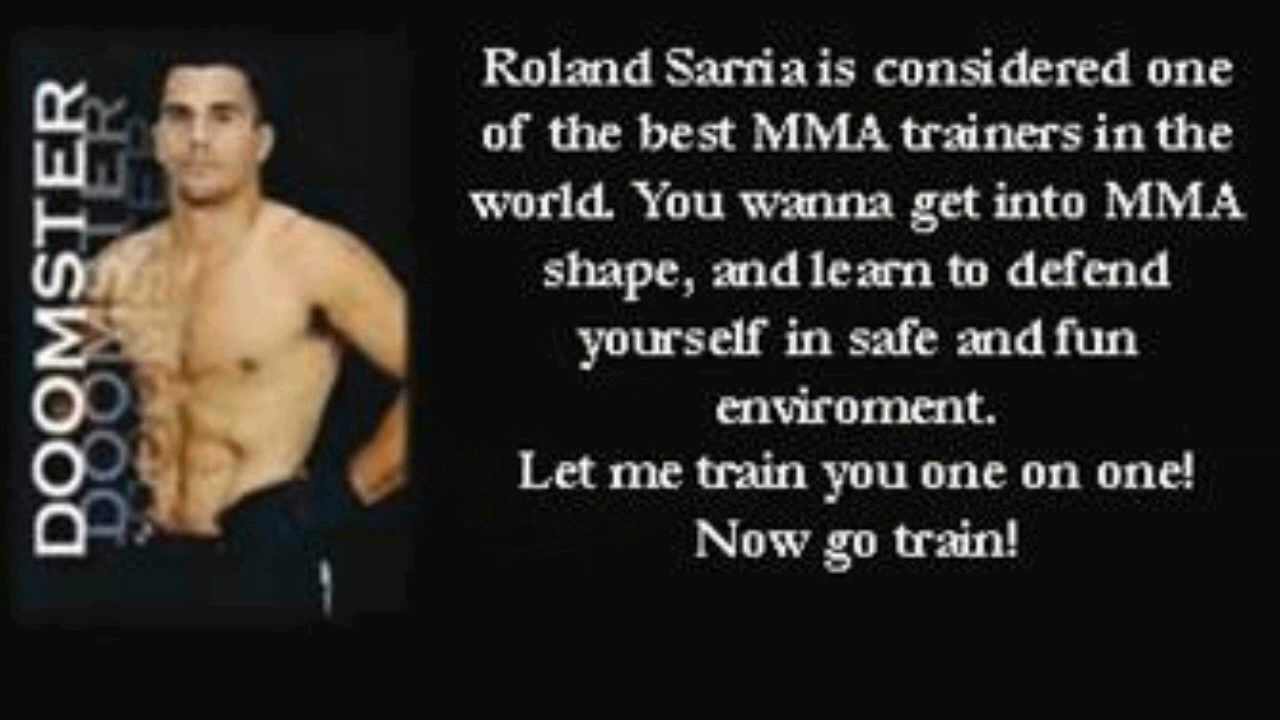 DOOMSTER
DOOMSTER
Roland Sarria is considered one
of the best MMA trainers in the
world. You wanna get into MMA
shape, and learn to defend
yourself in safe and fun
enviroment.
Let me train you one on one!
Now go train!